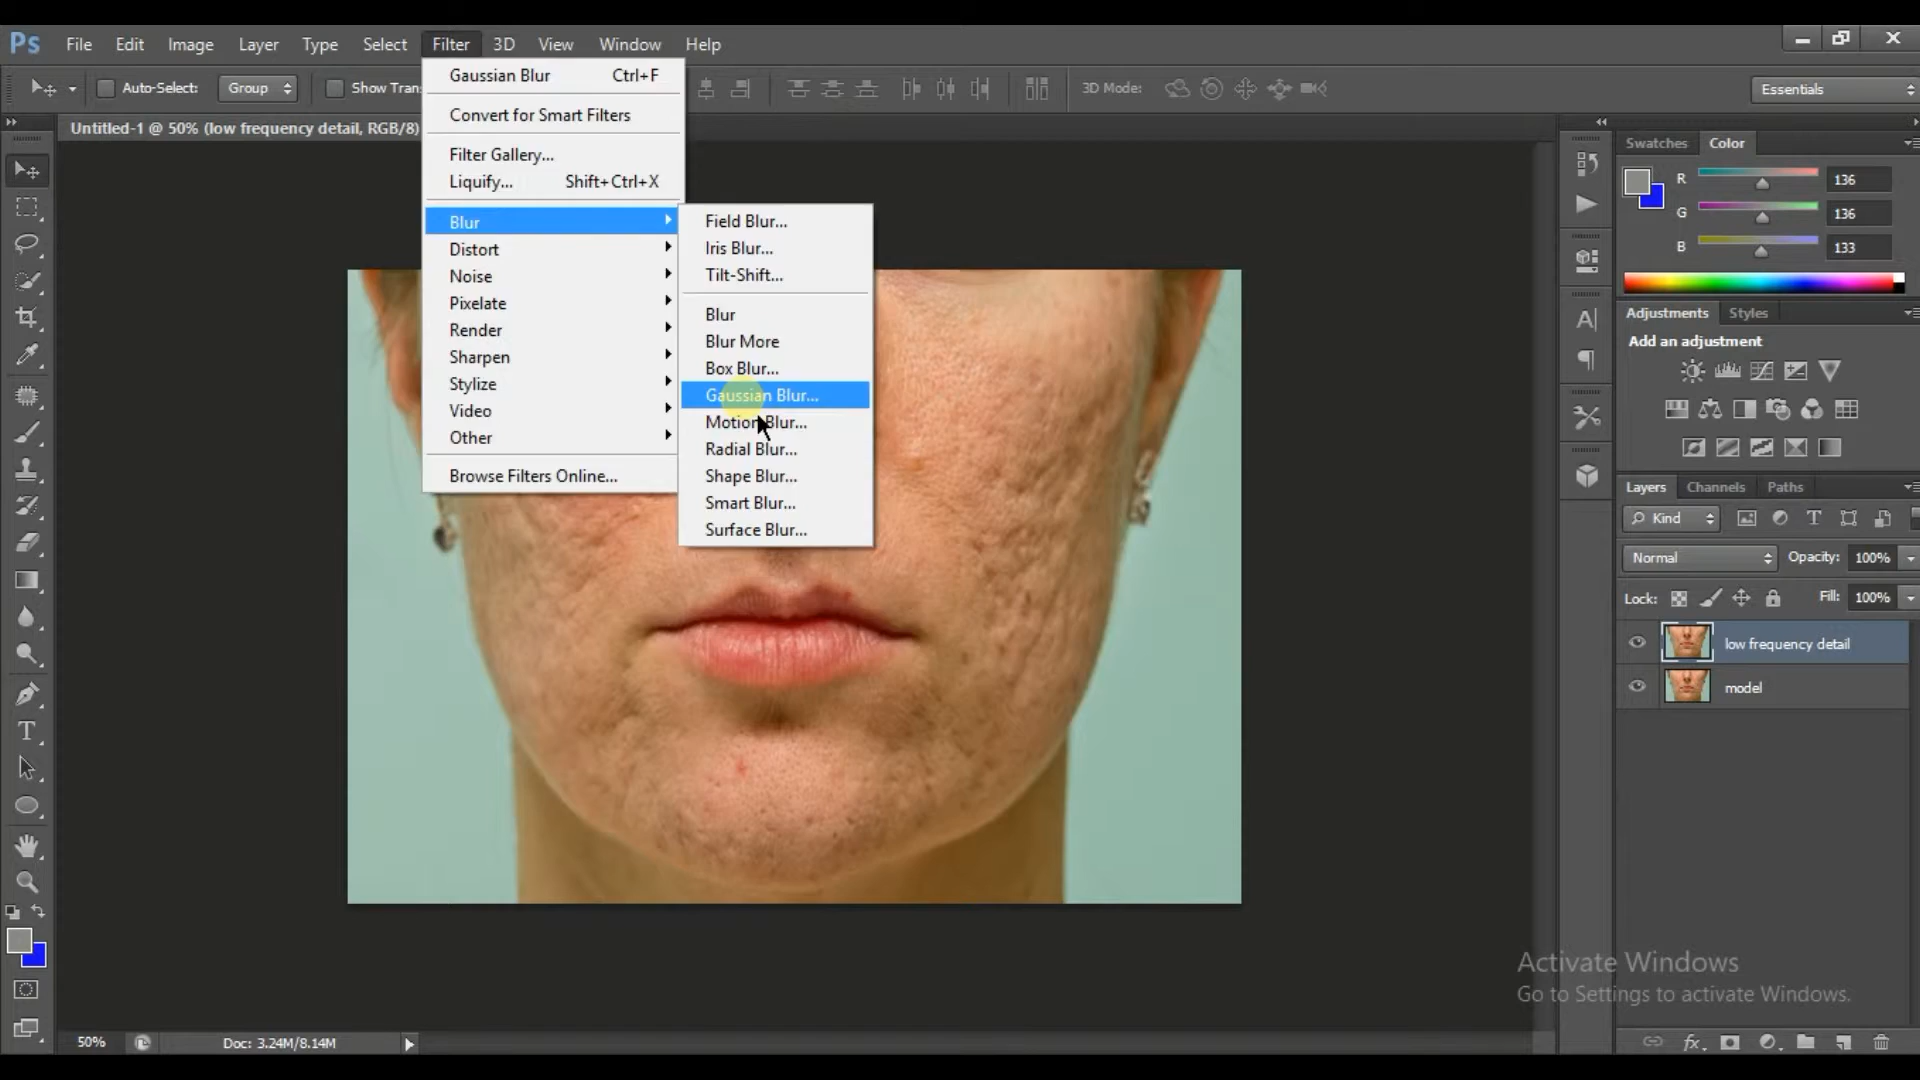 Ps File Edit Image Layer Type Select Filter 3D View Window Help
Auto-Select: Group Show Tran 3D Mode: Essentials
Untitled-1 @ 50% (low frequency detail, RGB/8)
Gaussian Blur Ctrl+F
Convert for Smart Filters
Filter Gallery...
Liquify... Shift+Ctrl+X
Blur
Distort
Noise
Pixelate
Render
Sharpen
Stylize
Video
Other
Browse Filters Online...
Field Blur...
Iris Blur...
Tilt-Shift...
Blur
Blur More
Box Blur...
Gaussian Blur...
Motion Blur...
Radial Blur...
Shape Blur...
Smart Blur...
Surface Blur...
Swatches Color
R 136
G 136
B 133
Adjustments Styles
Add an adjustment
Layers Channels Paths
Kind
Normal Opacity: 100%
Lock: Fill: 100%
low frequency detail
model
Activate Windows
Go to Settings to activate Windows.
50% Doc: 3.24M/8.14M